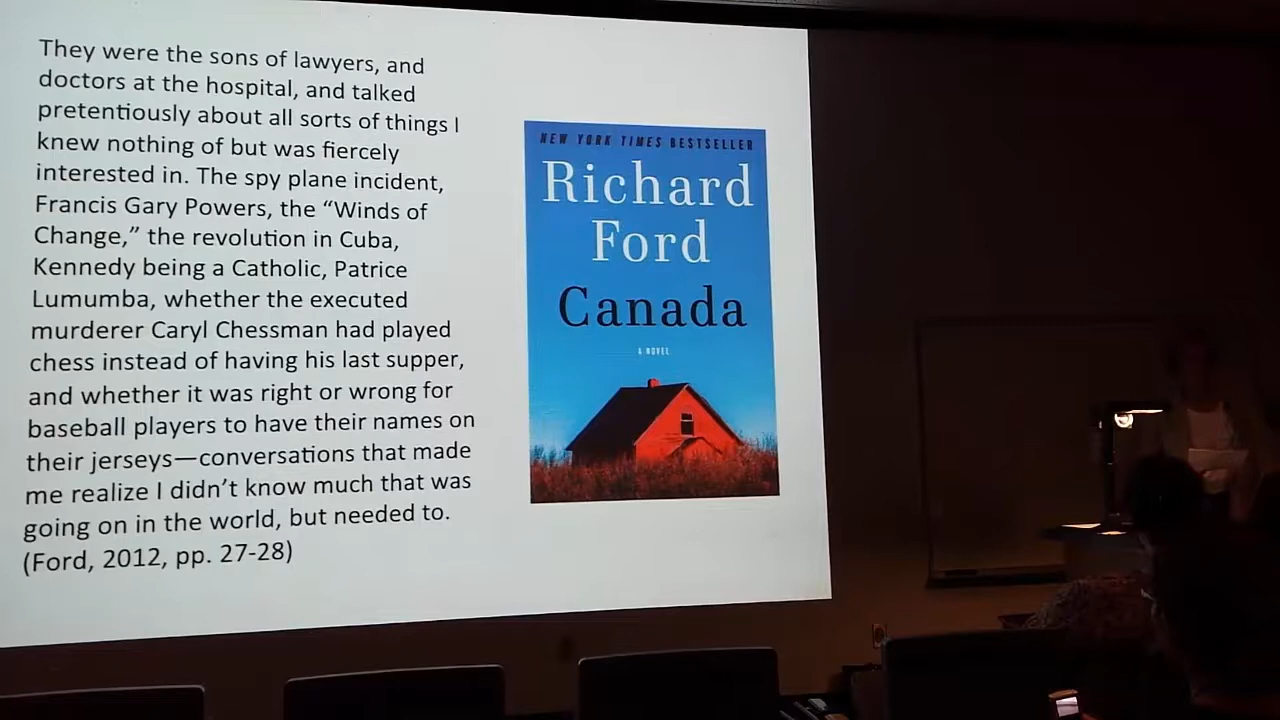 They were the sons of lawyers, and
doctors at the hospital, and talked
pretentiously about all sorts of things I
knew nothing of but was fiercely
interested in. The spy plane incident,
Francis Gary Powers, the “Winds of
Change,” the revolution in Cuba,
Kennedy being a Catholic, Patrice
Lumumba, whether the executed
murderer Caryl Chessman had played
chess instead of having his last supper,
and whether it was right or wrong for
baseball players to have their names on
their jerseys—conversations that made
me realize I didn’t know much that was
going on in the world, but needed to.
(Ford, 2012, pp. 27-28)
NEW YORK TIMES BESTSELLER
Richard
Ford
Canada
A NOVEL